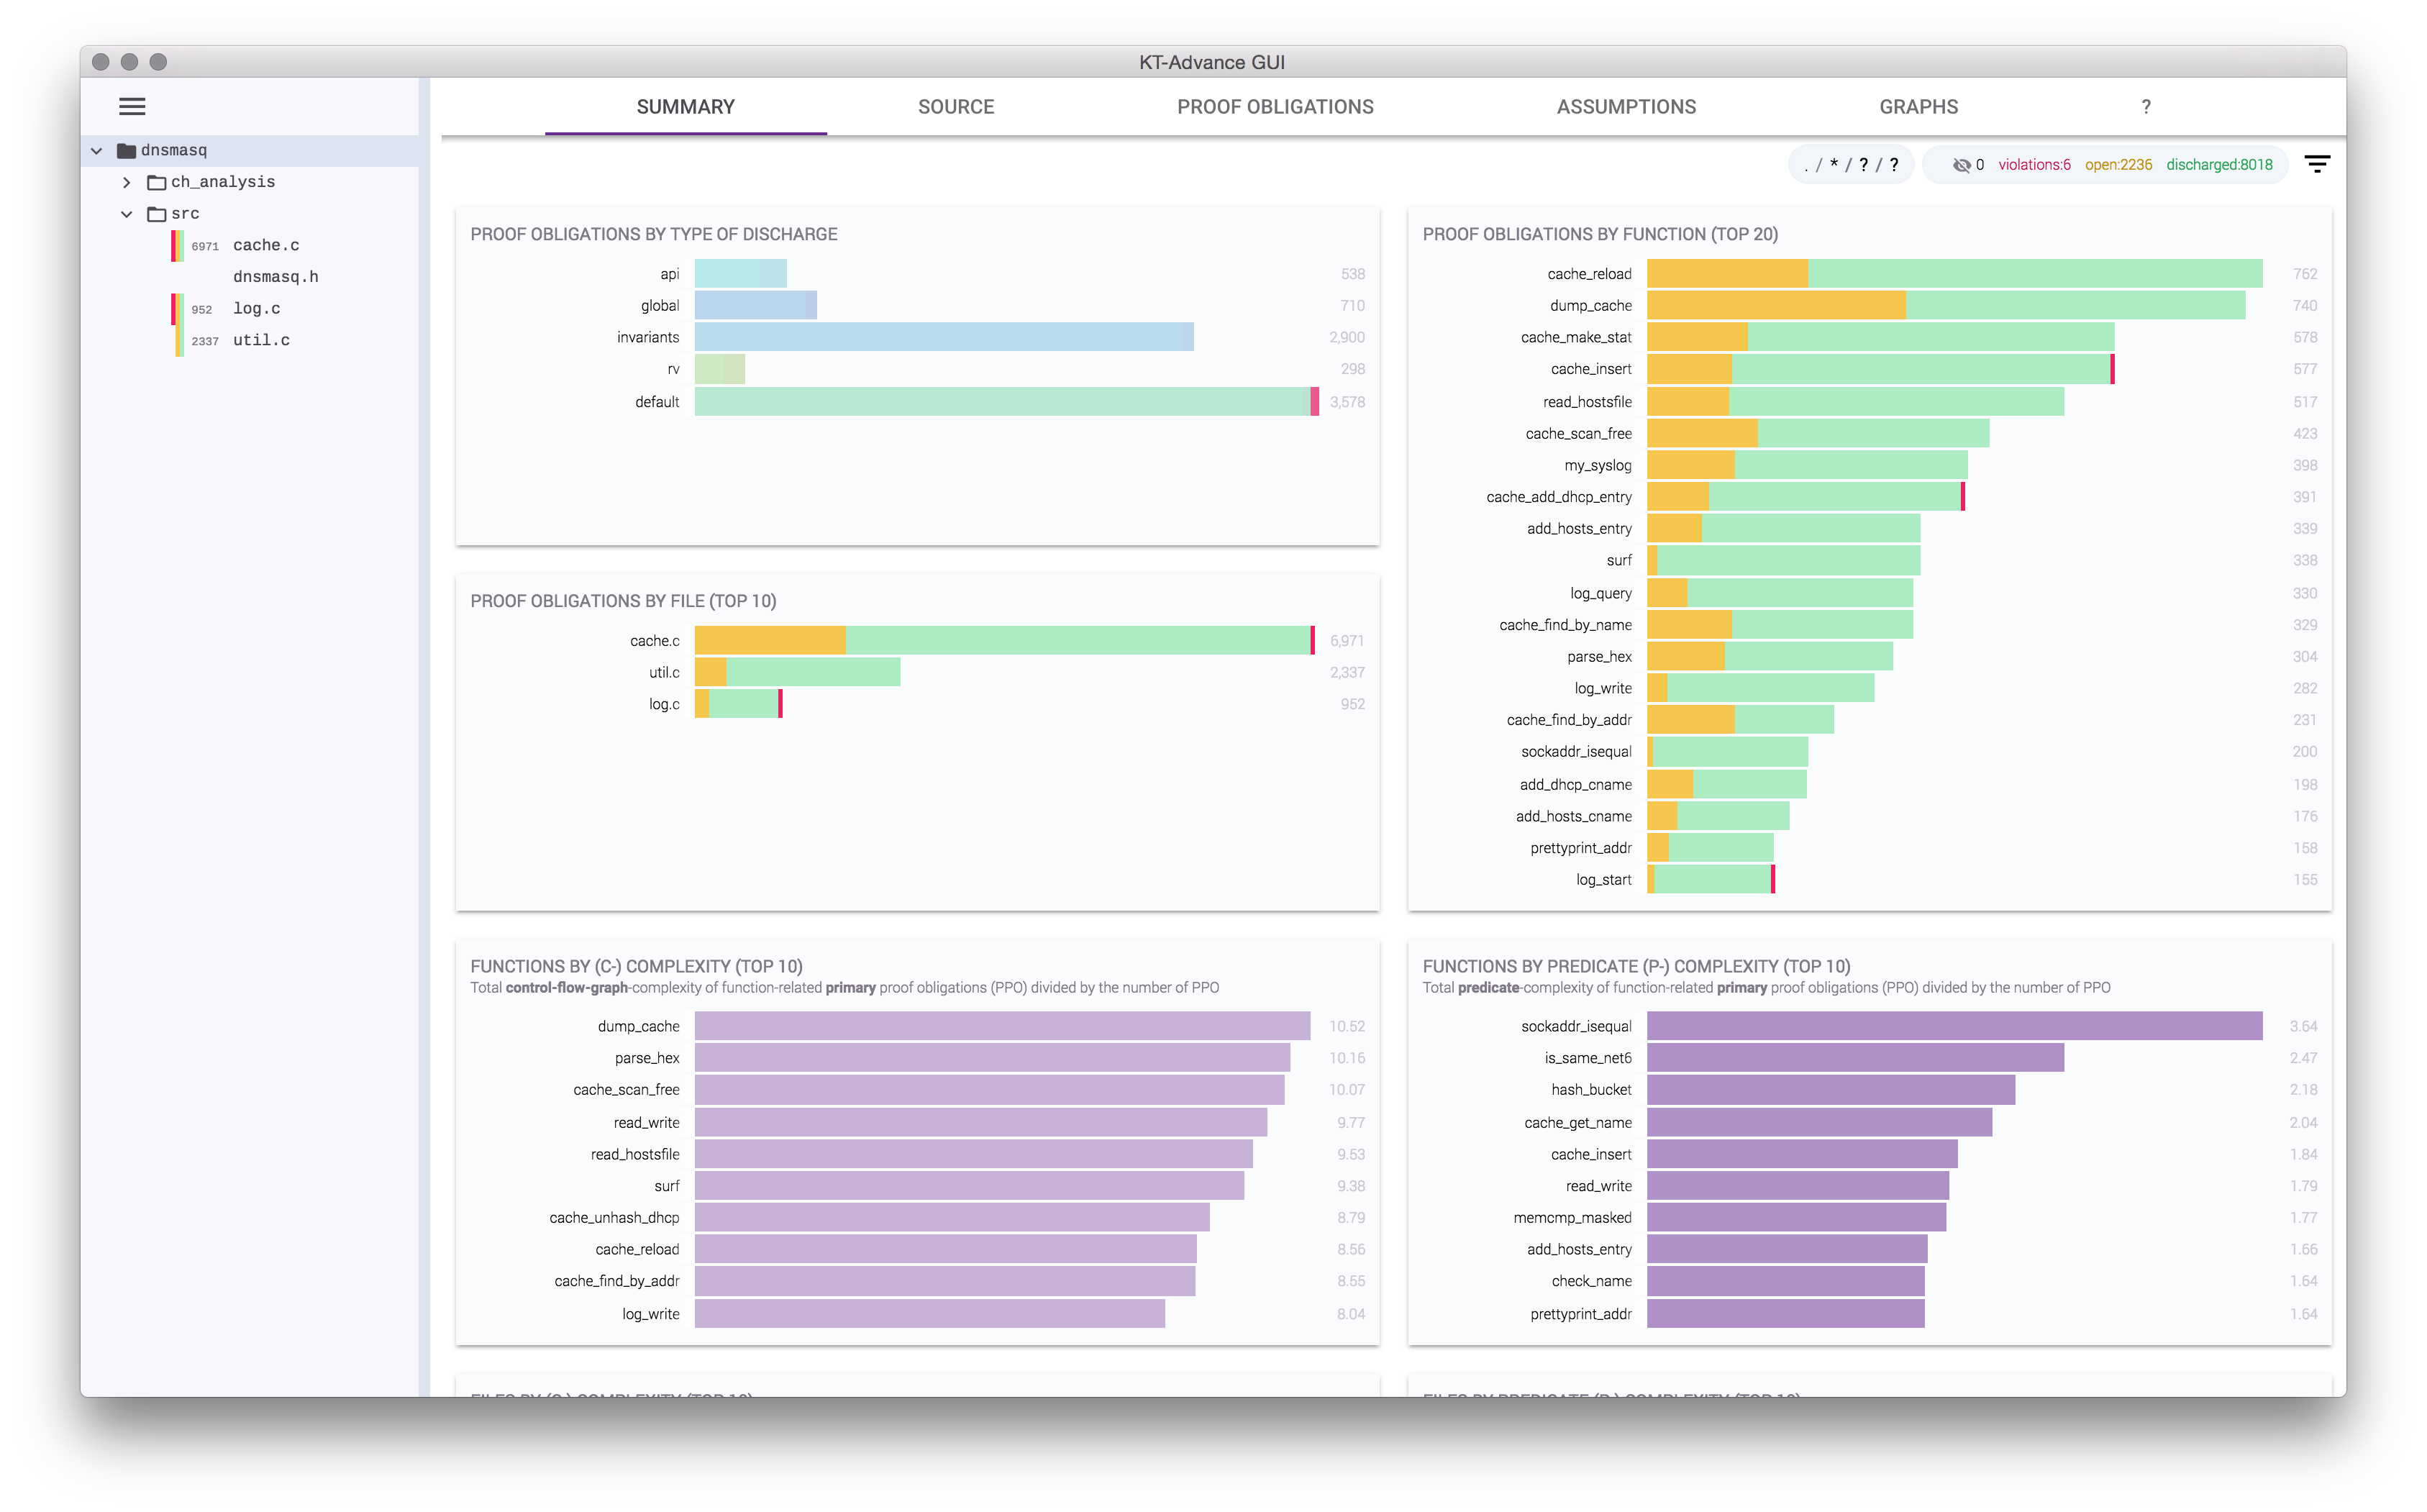 KT-Advance GUI
SUMMARY
SOURCE
PROOF OBLIGATIONS
ASSUMPTIONS
GRAPHS
?
dnsmasq
ch_analysis
src
6971 cache.c
dnsmasq.h
952 log.c
2337 util.c
. / * / ? / ?
0 violations:6 open:2236 discharged:8018
PROOF OBLIGATIONS BY TYPE OF DISCHARGE
api 538
global 710
invariants 2,900
rv 298
default 3,578
PROOF OBLIGATIONS BY FILE (TOP 10)
cache.c 6,971
util.c 2,337
log.c 952
PROOF OBLIGATIONS BY FUNCTION (TOP 20)
cache_reload 762
dump_cache 740
cache_make_stat 578
cache_insert 577
read_hostsfile 517
cache_scan_free 423
my_syslog 398
cache_add_dhcp_entry 391
add_hosts_entry 339
surf 338
log_query 330
cache_find_by_name 329
parse_hex 304
log_write 282
cache_find_by_addr 231
sockaddr_isequal 200
add_dhcp_cname 198
add_hosts_cname 176
prettyprint_addr 158
log_start 155
FUNCTIONS BY (C-) COMPLEXITY (TOP 10)
Total control-flow-graph-complexity of function-related primary proof obligations (PPO) divided by the number of PPO
dump_cache 10.52
parse_hex 10.16
cache_scan_free 10.07
read_write 9.77
read_hostsfile 9.53
surf 9.38
cache_unhash_dhcp 8.79
cache_reload 8.56
cache_find_by_addr 8.55
log_write 8.04
FUNCTIONS BY PREDICATE (P-) COMPLEXITY (TOP 10)
Total predicate-complexity of function-related primary proof obligations (PPO) divided by the number of PPO
sockaddr_isequal 3.64
is_same_net6 2.47
hash_bucket 2.18
cache_get_name 2.04
cache_insert 1.84
read_write 1.79
memcmp_masked 1.77
add_hosts_entry 1.66
check_name 1.64
prettyprint_addr 1.64
FILES BY (C-) COMPLEXITY (TOP 10)
FILES BY PREDICATE (P-) COMPLEXITY (TOP 10)